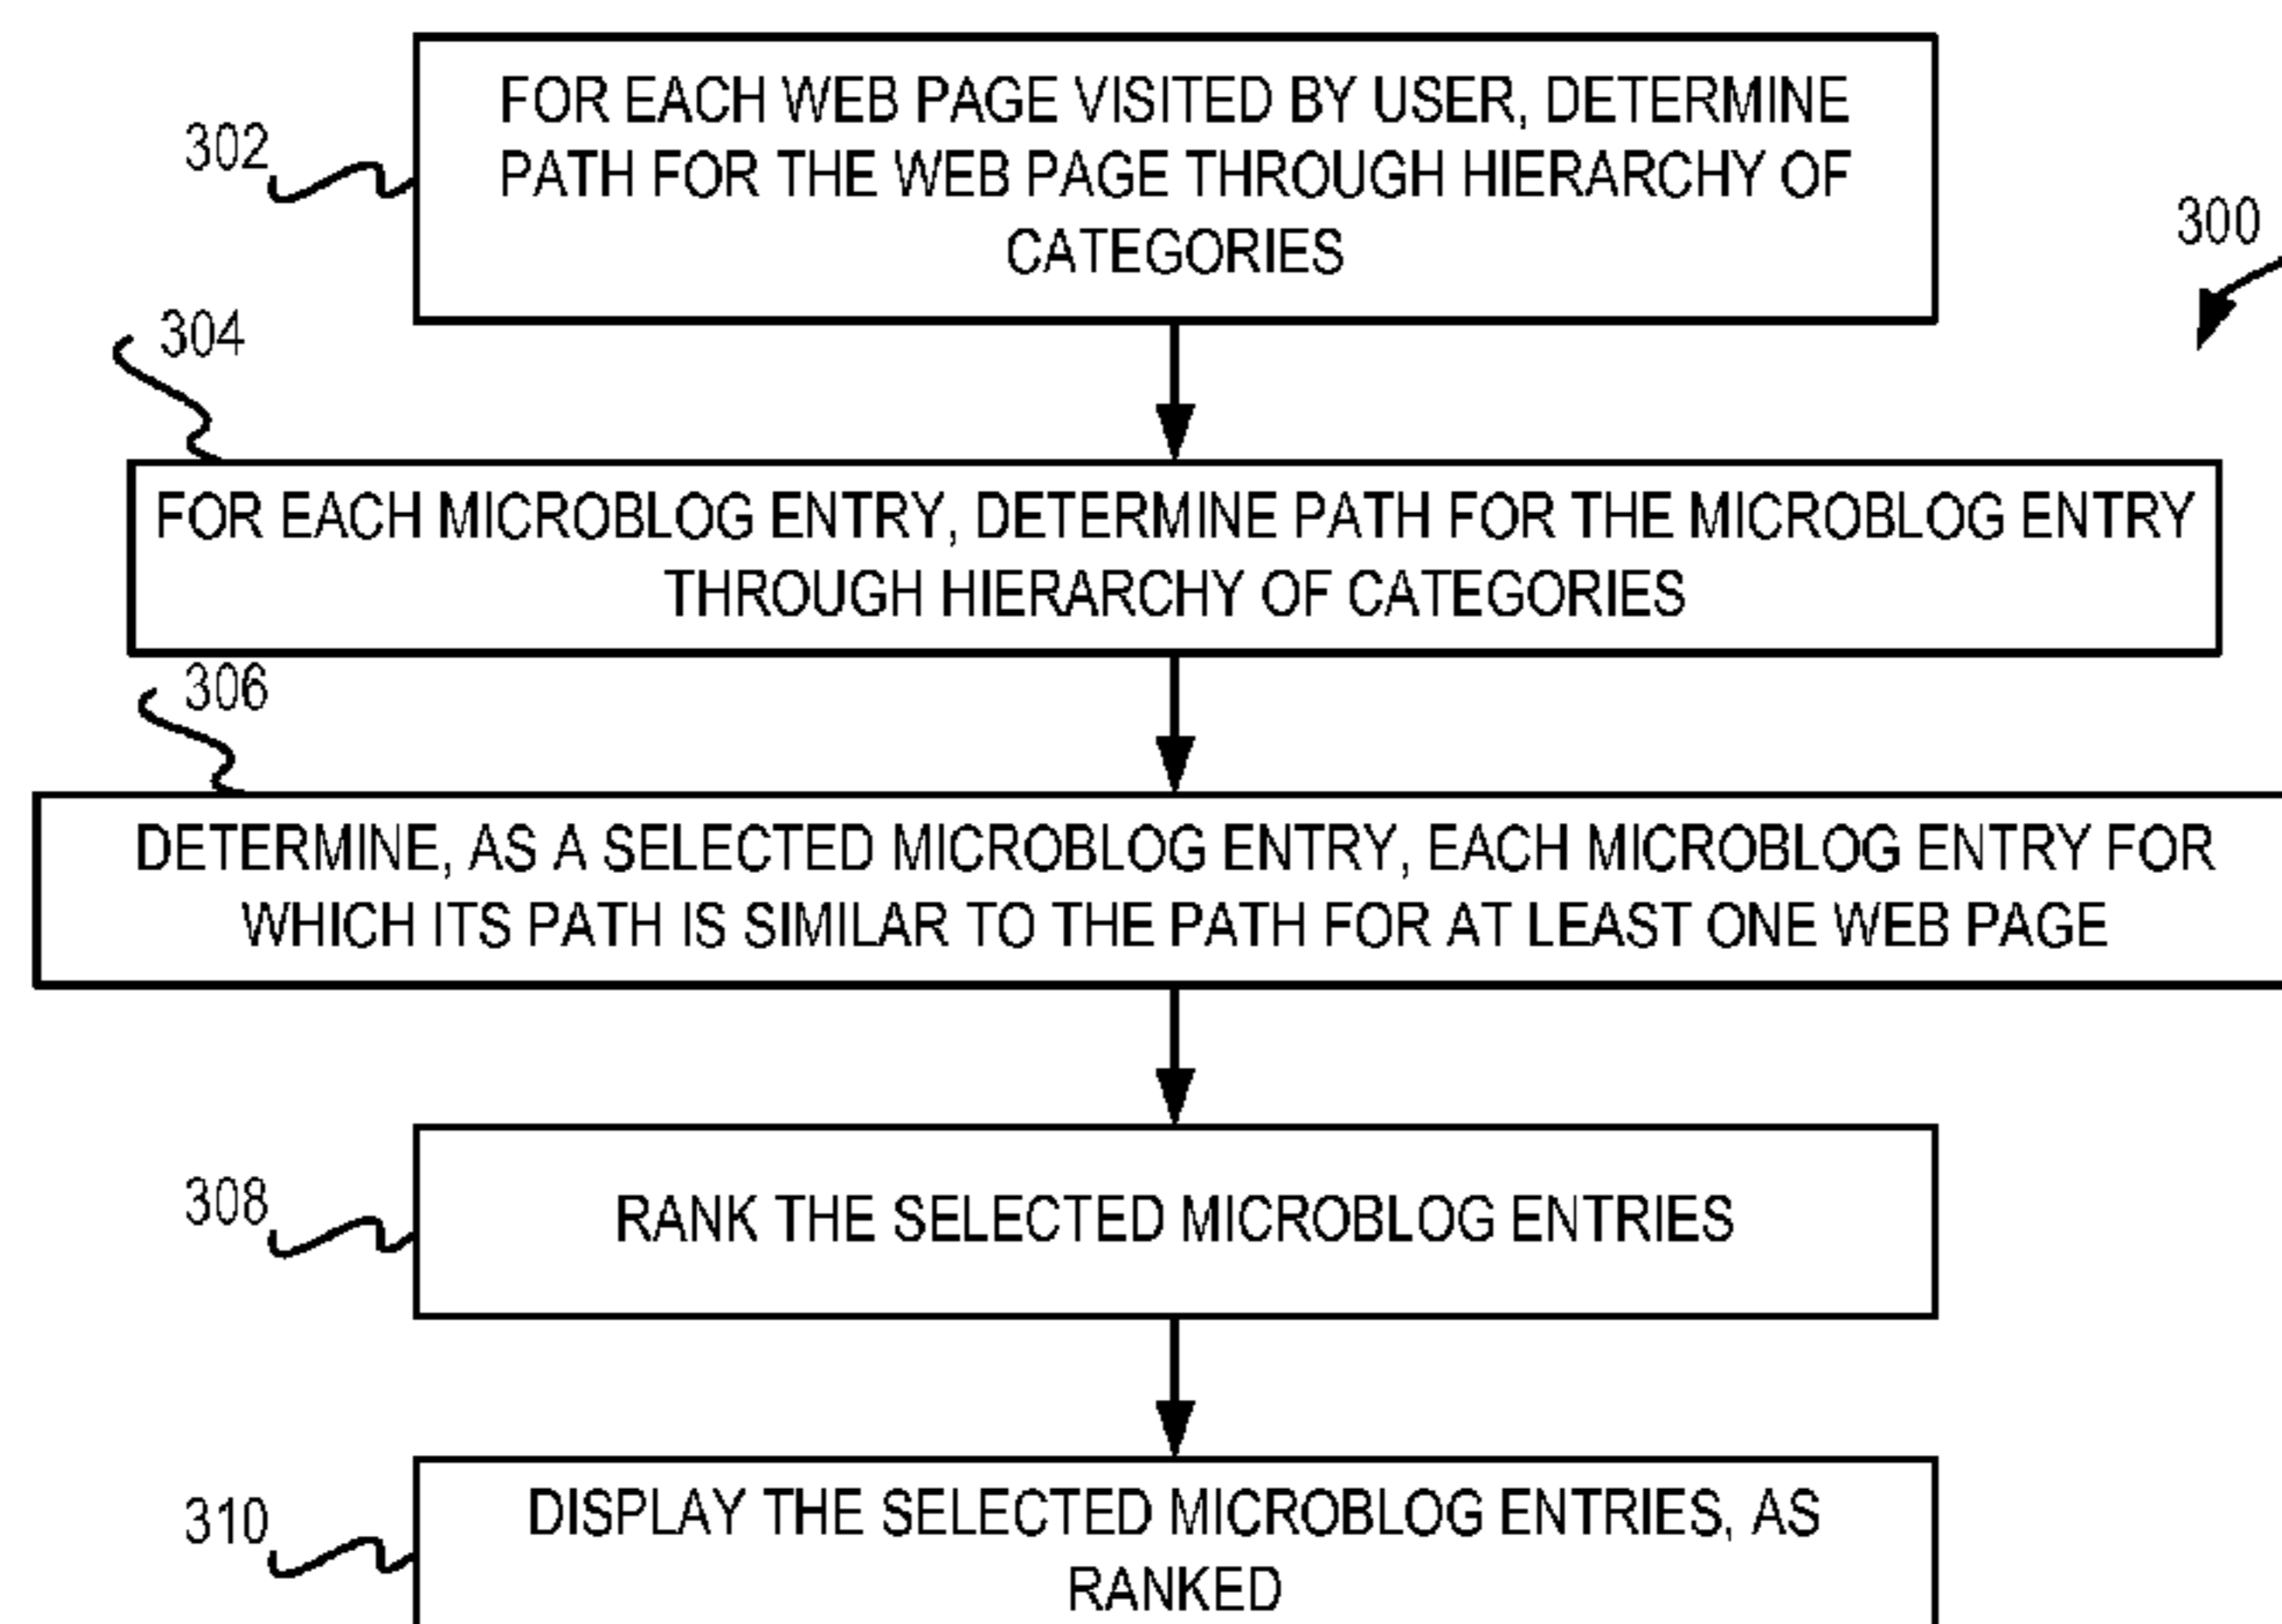 302
FOR EACH WEB PAGE VISITED BY USER, DETERMINE
PATH FOR THE WEB PAGE THROUGH HIERARCHY OF
CATEGORIES
300
304
FOR EACH MICROBLOG ENTRY, DETERMINE PATH FOR THE MICROBLOG ENTRY
THROUGH HIERARCHY OF CATEGORIES
306
DETERMINE, AS A SELECTED MICROBLOG ENTRY, EACH MICROBLOG ENTRY FOR
WHICH ITS PATH IS SIMILAR TO THE PATH FOR AT LEAST ONE WEB PAGE
308
RANK THE SELECTED MICROBLOG ENTRIES
310
DISPLAY THE SELECTED MICROBLOG ENTRIES, AS
RANKED